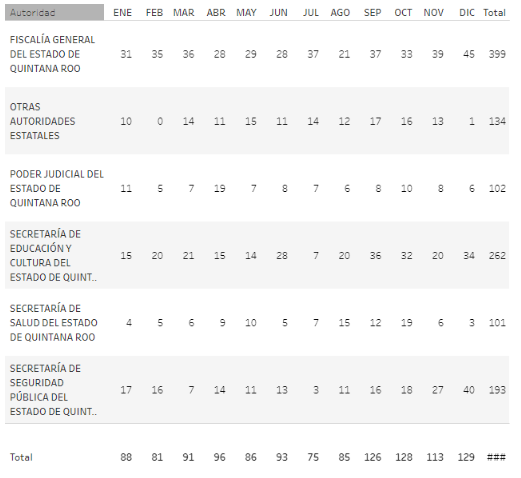 Autoridad ENE FEB MAR ABR MAY JUN JUL AGO SEP OCT NOV DIC Total
FISCALÍA GENERAL
DEL ESTADO DE 31 35 36 28 29 28 37 21 37 33 39 45 399
QUINTANA ROO
OTRAS
AUTORIDADES 10 0 14 11 15 11 14 12 17 16 13 1 134
ESTATALES
PODER JUDICIAL DEL
ESTADO DE 11 5 7 19 7 8 7 6 8 10 8 6 102
QUINTANA ROO
SECRETARÍA DE
EDUCACIÓN Y
CULTURA DEL 15 20 21 15 14 28 7 20 36 32 20 34 262
ESTADO DE QUINT..
SECRETARÍA DE
SALUD DEL ESTADO 4 5 6 9 10 5 7 15 12 19 6 3 101
DE QUINTANA ROO
SECRETARÍA DE
SEGURIDAD
PÚBLICA DEL 17 16 7 14 11 13 3 11 16 18 27 40 193
ESTADO DE QUINT..
Total 88 81 91 96 86 93 75 85 126 128 113 129 ###